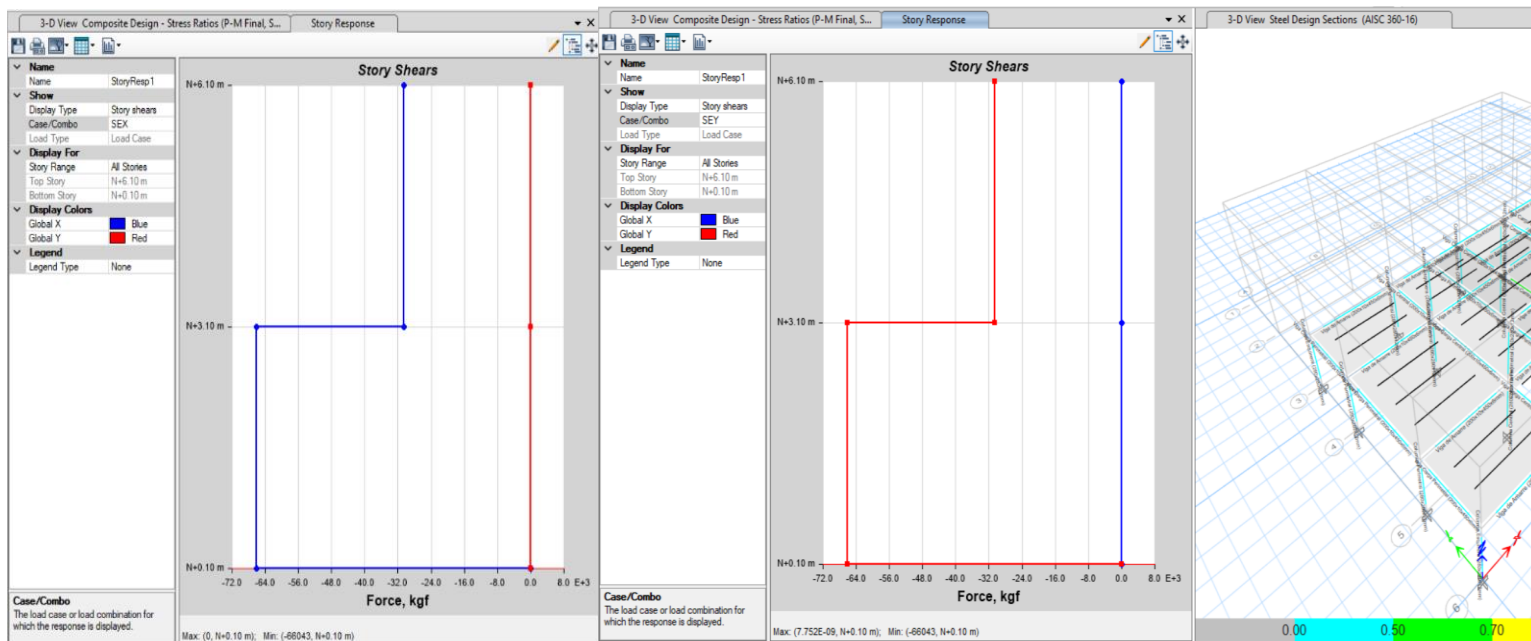 3-D View Composite Design - Stress Ratios (P-M Final, S...
Story Response
Name
Name StoryResp1
Show
Display Type Story shears
Case/Combo SEX
Load Type Load Case
Display For
Story Range All Stories
Top Story N+6.10 m
Bottom Story N+0.10 m
Display Colors
Global X Blue
Global Y Red
Legend
Legend Type None
Case/Combo
The load case or load combination for
which the response is displayed.
Story Shears
N+6.10 m
N+3.10 m
N+0.10 m
-72.0 -64.0 -56.0 -48.0 -40.0 -32.0 -24.0 -16.0 -8.0 0.0 8.0 E+3
Force, kgf
Max: (0, N+0.10 m); Min: (-66043, N+0.10 m)
3-D View Composite Design - Stress Ratios (P-M Final, S...
Story Response
Name
Name StoryResp1
Show
Display Type Story shears
Case/Combo SEY
Load Type Load Case
Display For
Story Range All Stories
Top Story N+6.10 m
Bottom Story N+0.10 m
Display Colors
Global X Blue
Global Y Red
Legend
Legend Type None
Case/Combo
The load case or load combination for
which the response is displayed.
Story Shears
N+6.10 m
N+3.10 m
N+0.10 m
-72.0 -64.0 -56.0 -48.0 -40.0 -32.0 -24.0 -16.0 -8.0 0.0 8.0 E+3
Force, kgf
Max: (7.752E-09, N+0.10 m); Min: (-66043, N+0.10 m)
3-D View Steel Design Sections (AISC 360-16)
3
4
5
6
0.00 0.50 0.70